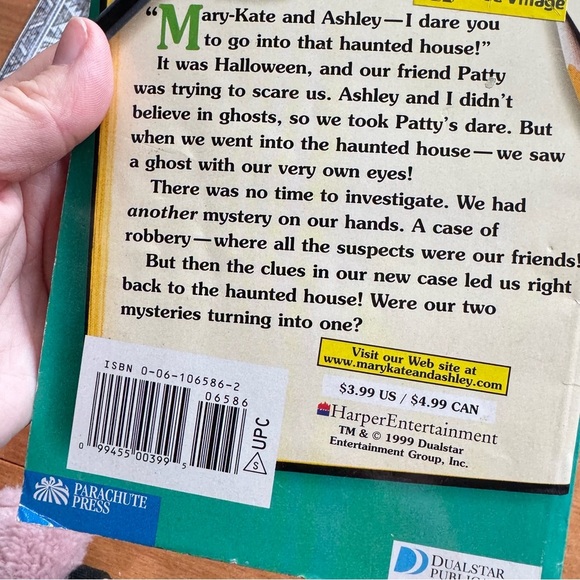 Village
“Mary-Kate and Ashley—I dare you
to go into that haunted house!”
It was Halloween, and our friend Patty
was trying to scare us. Ashley and I didn’t
believe in ghosts, so we took Patty’s dare. But
when we went into the haunted house—we saw
a ghost with our very own eyes!
There was no time to investigate. We had
another mystery on our hands. A case of
robbery—where all the suspects were our friends!
But then the clues in our new case led us right
back to the haunted house! Were our two
mysteries turning into one?
Visit our Web site at
www.marykateandashley.com
$3.99 US / $4.99 CAN
HarperEntertainment
TM & © 1999 Dualstar
Entertainment Group, Inc.
ISBN 0-06-106586-2
06586
0 99455 00399 5
UPC
S
PARACHUTE
PRESS
DUALSTAR